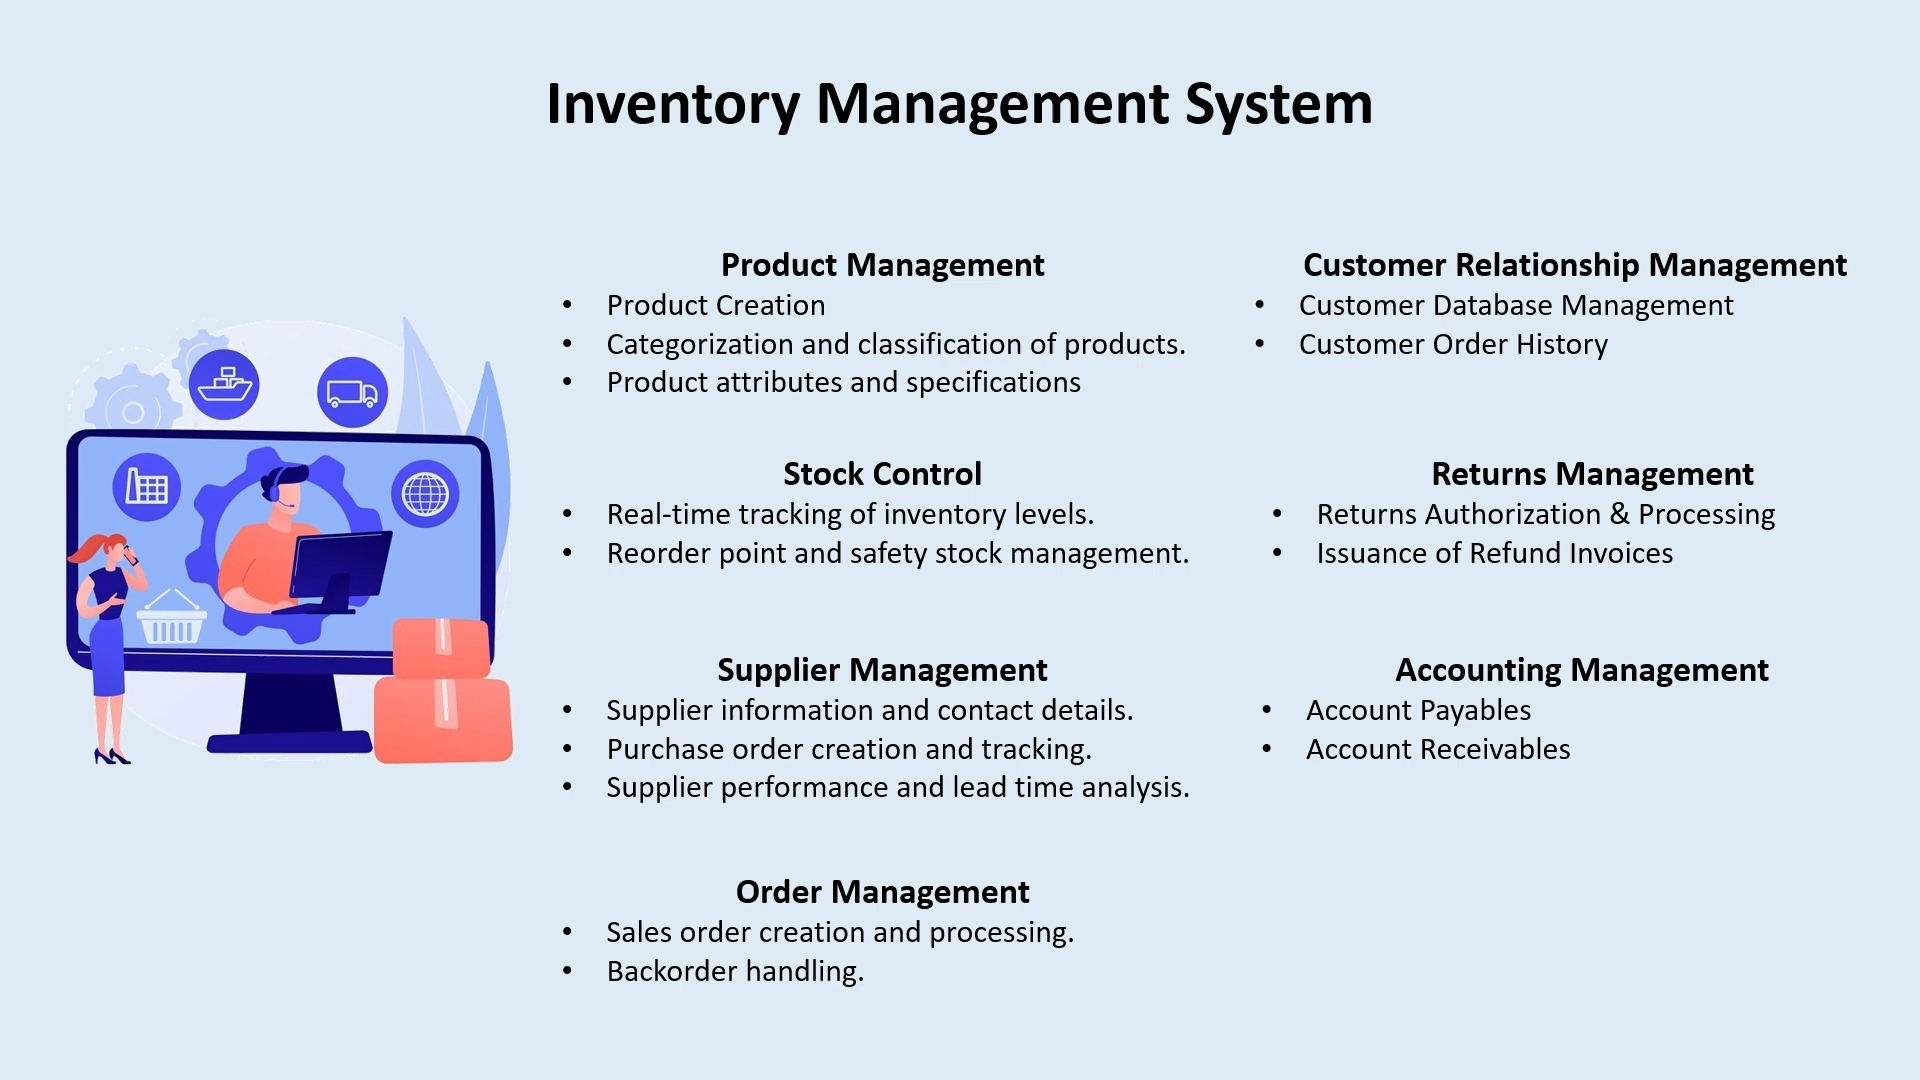 Inventory Management System
Product Management
• Product Creation
• Categorization and classification of products.
• Product attributes and specifications
Stock Control
• Real-time tracking of inventory levels.
• Reorder point and safety stock management.
Supplier Management
• Supplier information and contact details.
• Purchase order creation and tracking.
• Supplier performance and lead time analysis.
Order Management
• Sales order creation and processing.
• Backorder handling.
Customer Relationship Management
• Customer Database Management
• Customer Order History
Returns Management
• Returns Authorization & Processing
• Issuance of Refund Invoices
Accounting Management
• Account Payables
• Account Receivables